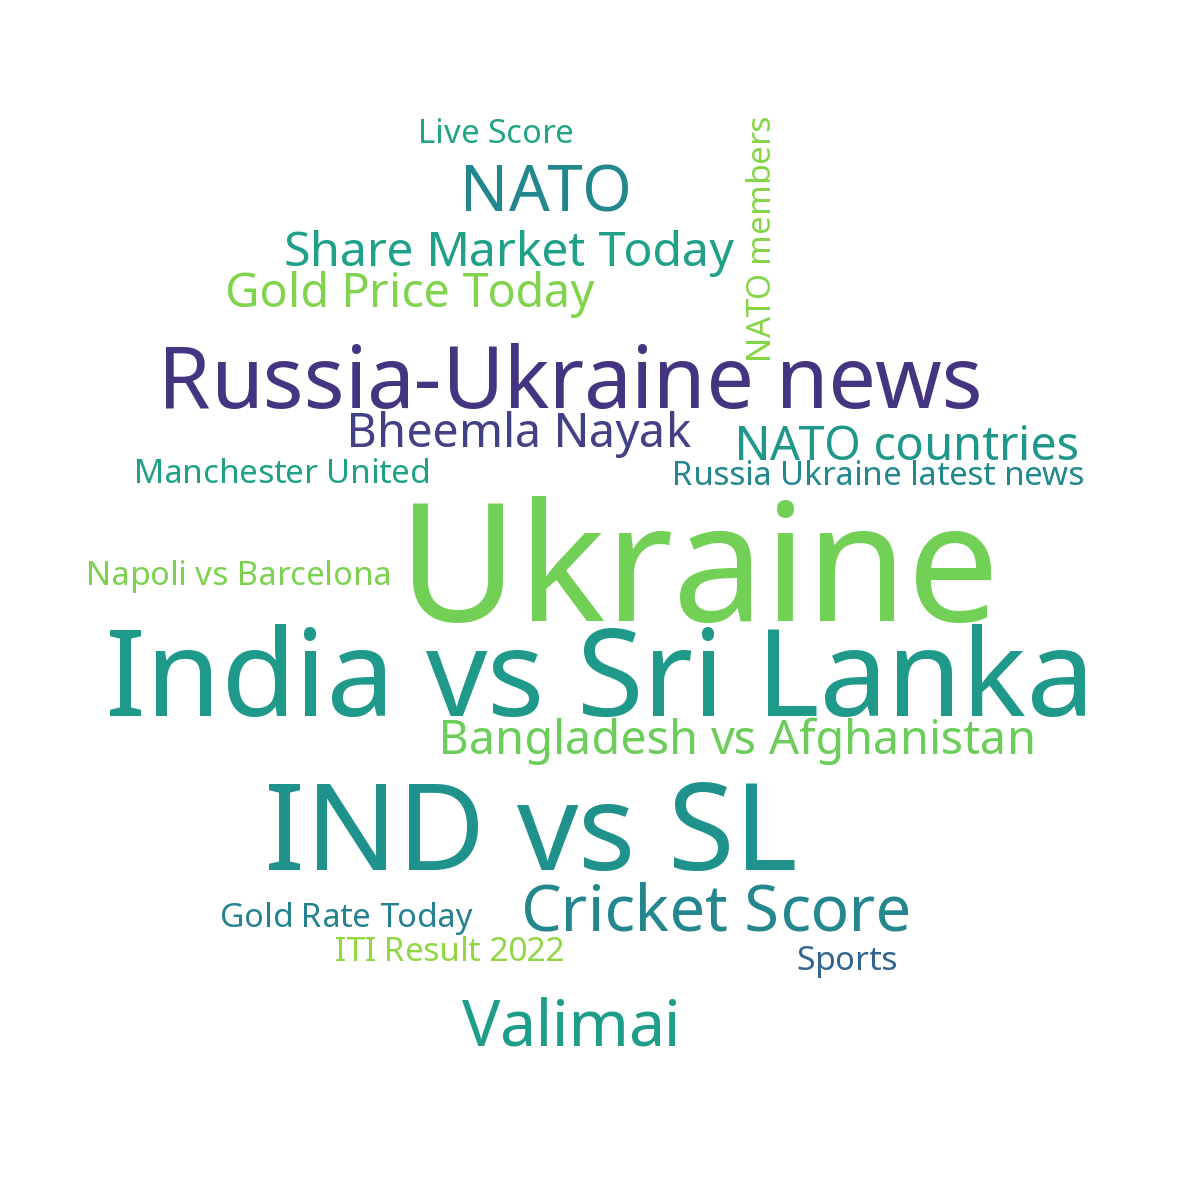 Live Score
NATO members
NATO
Share Market Today
Gold Price Today
Russia-Ukraine news
Bheemla Nayak
NATO countries
Manchester United
Russia Ukraine latest news
Ukraine
Napoli vs Barcelona
India vs Sri Lanka
Bangladesh vs Afghanistan
IND vs SL
Cricket Score
Gold Rate Today
ITI Result 2022
Sports
Valimai